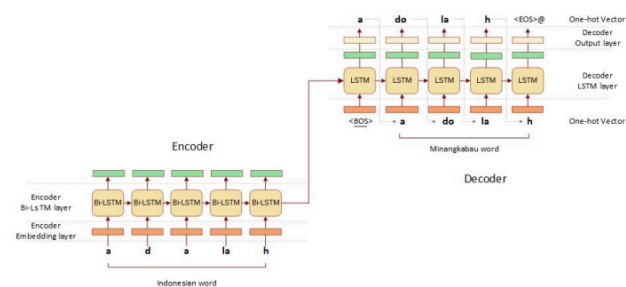 a do la h <EOS>@ One-hot Vector
Decoder
Output layer
LSTM LSTM LSTM LSTM LSTM
Decoder
LSTM layer
<BOS> a do la h One-hot Vector
Minangkabau word
Decoder
Encoder
Encoder
Bi-LsTM layer
Bi-LSTM Bi-LSTM Bi-LSTM Bi-LSTM Bi-LSTM
Encoder
Embedding layer
a d a la h
Indonesian word